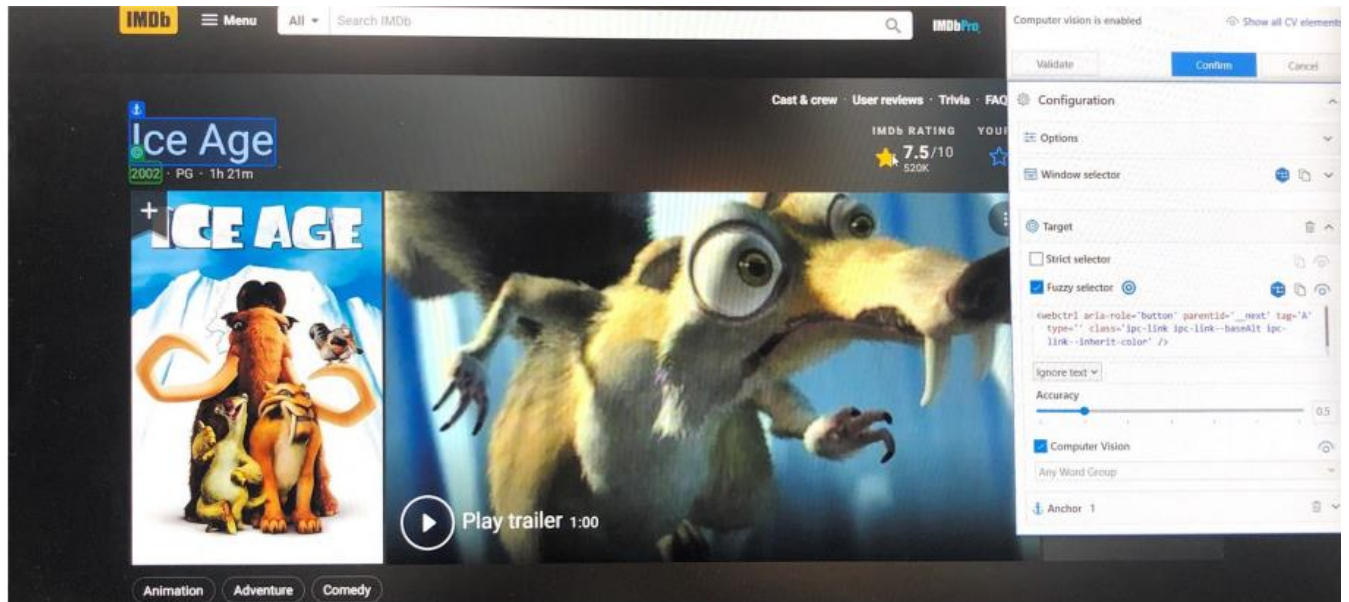 IMDb Menu All Search IMDb IMDbPro
Cast & crew · User reviews · Trivia · FAQ
Ice Age
2002 · PG · 1h 21m
IMDb RATING
7.5/10
520K
YOUR
ICE AGE
Play trailer 1:00
Animation Adventure Comedy
Computer vision is enabled Show all CV elements
Validate Confirm Cancel
Configuration
Options
Window selector
Target
Strict selector
Fuzzy selector
<webctrl aria-role='button' parentid='__next' tag='A'
type='' class='ipc-link ipc-link--baseAlt ipc-
link--inherit-color' />
Ignore text
Accuracy
0.5
Computer Vision
Any Word Group
Anchor 1